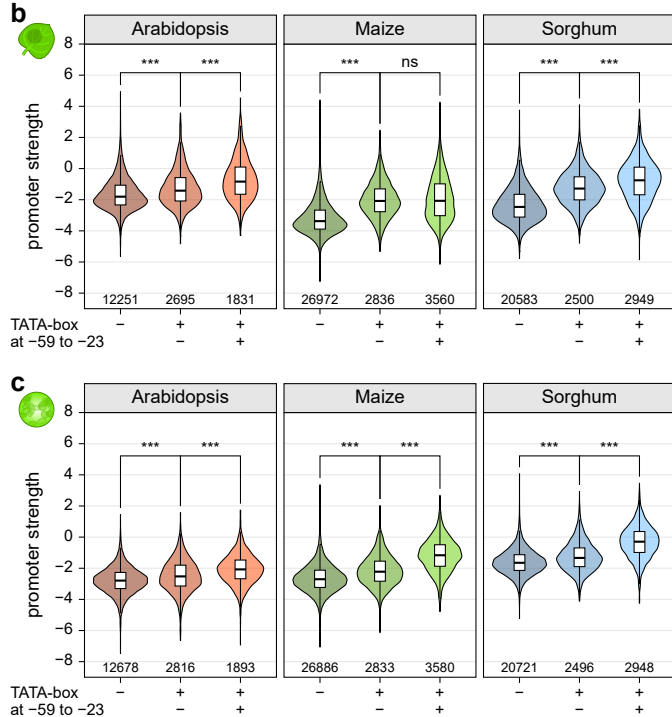 b
Arabidopsis Maize Sorghum
promoter strength
8
6
4
2
0
−2
−4
−6
−8
*** *** *** ns *** ***
12251 2695 1831 26972 2836 3560 20583 2500 2949
TATA-box − + + − + + − + +
at −59 to −23 − + − + − +
c
Arabidopsis Maize Sorghum
promoter strength
8
6
4
2
0
−2
−4
−6
−8
*** *** *** *** *** ***
12678 2816 1893 26886 2833 3580 20721 2496 2948
TATA-box − + + − + + − + +
at −59 to −23 − + − + − +